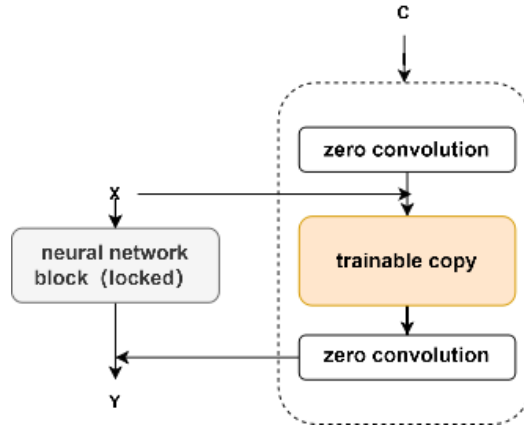 C
zero convolution
X
neural network
block（locked）
trainable copy
zero convolution
Y